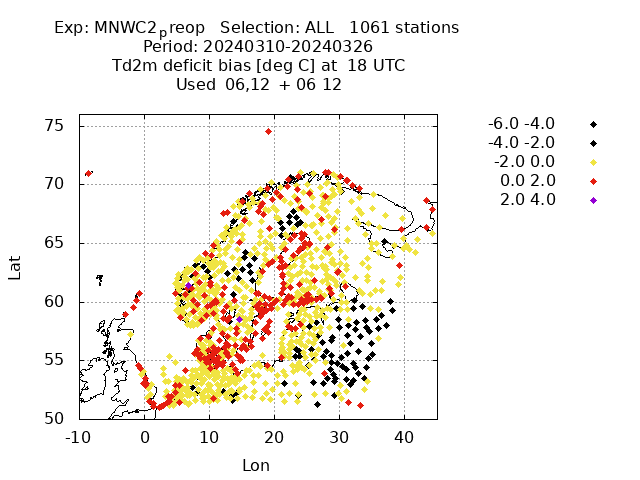 Exp: MNWC2preop   Selection: ALL   1061 stations
Period: 20240310-20240326
Td2m deficit bias [deg C] at  18 UTC
Used  06,12  + 06 12
-6.0 -4.0
-4.0 -2.0
-2.0 0.0
0.0 2.0
2.0 4.0
75
70
65
60
55
50
Lat
-10 0 10 20 30 40
Lon